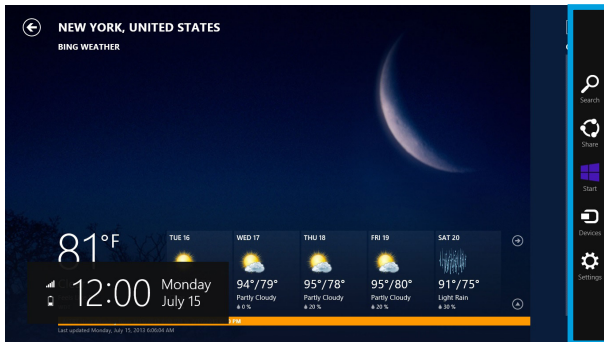 NEW YORK, UNITED STATES
BING WEATHER
81°F
TUE 16
WED 17
94°/79°
Partly Cloudy
0 %
THU 18
95°/78°
Partly Cloudy
20 %
FRI 19
95°/80°
Partly Cloudy
20 %
SAT 20
91°/75°
Light Rain
30 %
12:00
Monday
July 15
PM
Last updated Monday, July 15, 2013 6:06:04 AM
Search
Share
Start
Devices
Settings